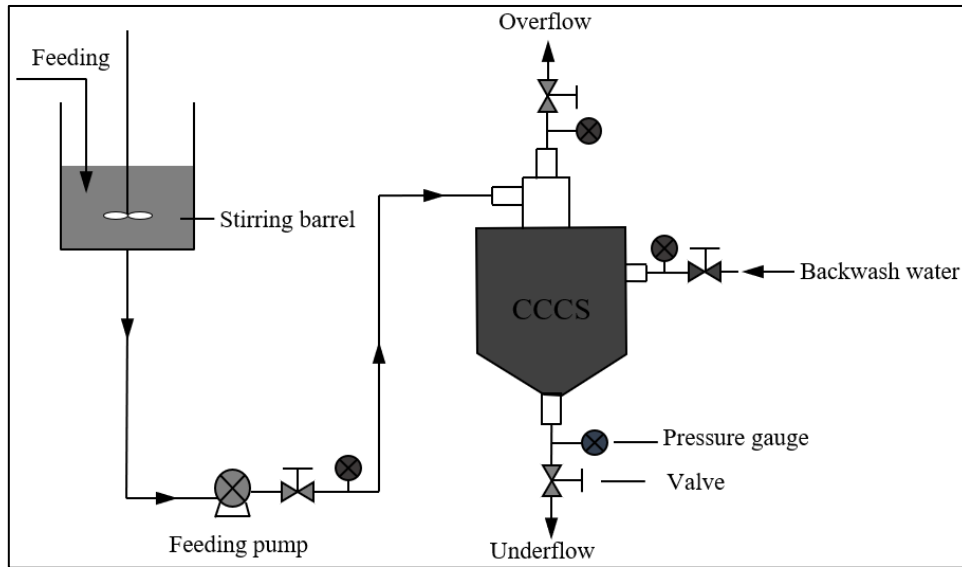 Overflow
Feeding
Stirring barrel
Backwash water
CCCS
Pressure gauge
Valve
Feeding pump
Underflow